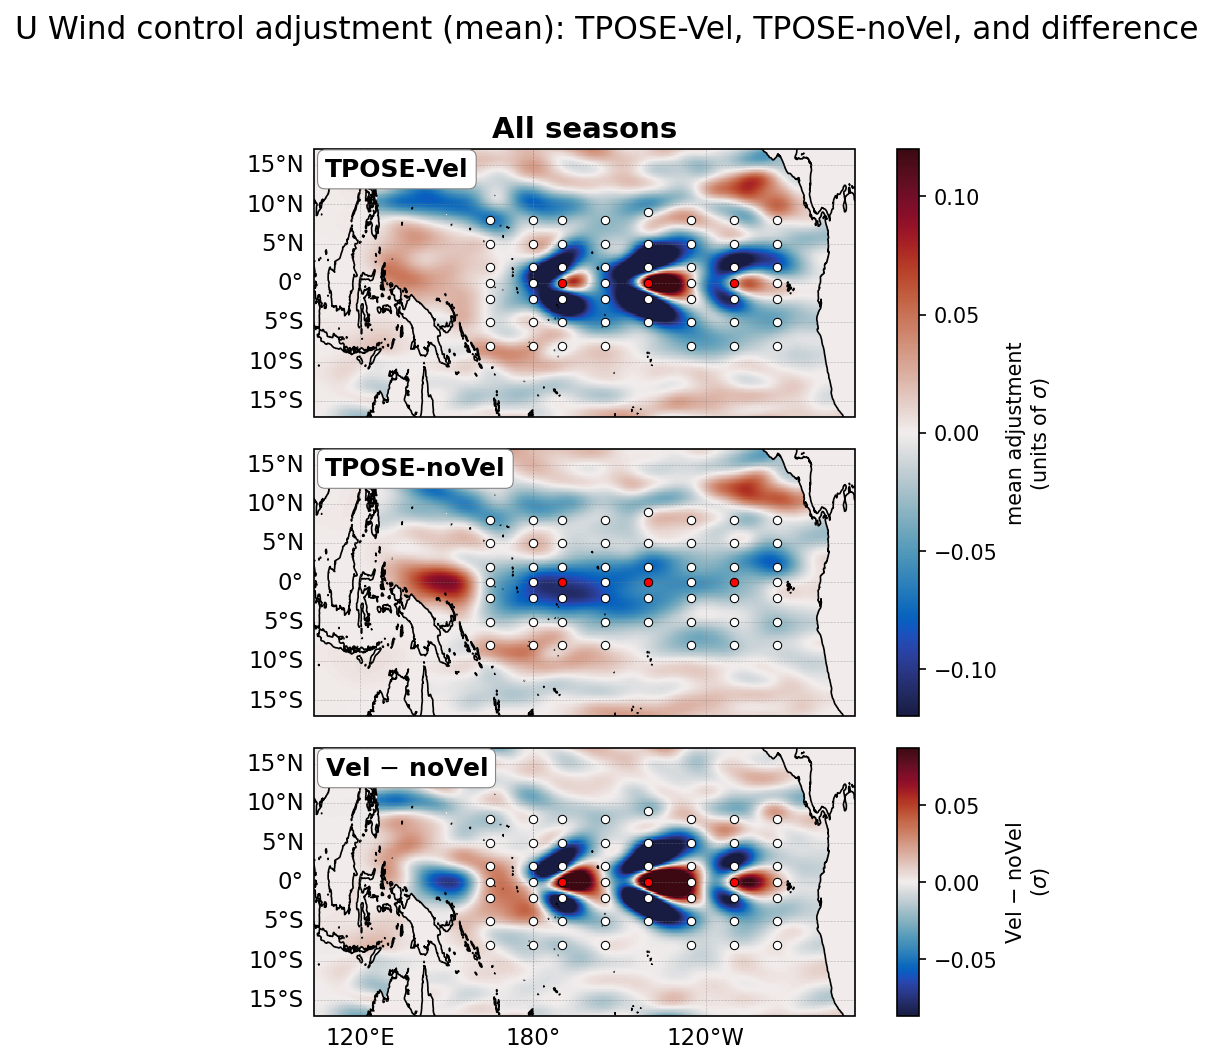 U Wind control adjustment (mean): TPOSE-Vel, TPOSE-noVel, and difference
All seasons
TPOSE-Vel
15°N
10°N
5°N
0°
5°S
10°S
15°S
TPOSE-noVel
15°N
10°N
5°N
0°
5°S
10°S
15°S
0.10
0.05
0.00
−0.05
−0.10
mean adjustment
(units of σ)
Vel − noVel
15°N
10°N
5°N
0°
5°S
10°S
15°S
120°E
180°
120°W
0.05
0.00
−0.05
Vel − noVel
(σ)